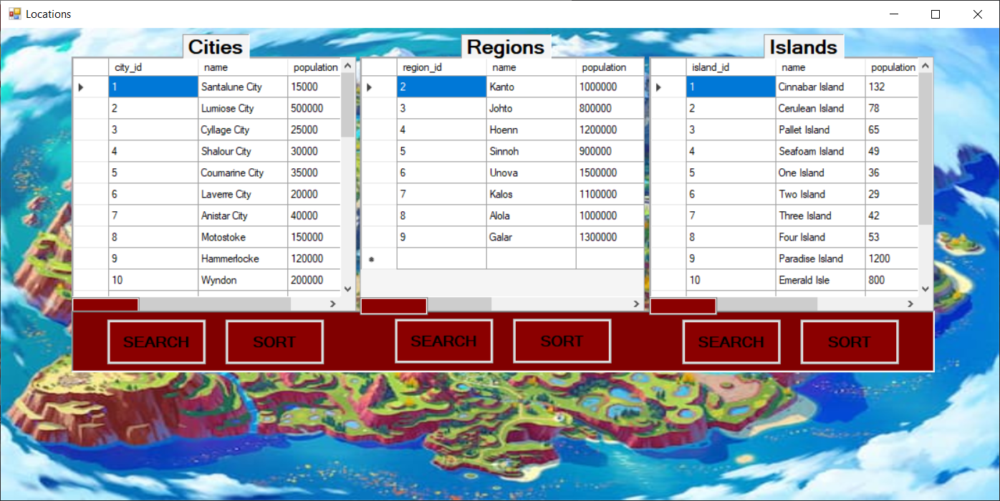 Locations
Cities Regions Islands
city_id name population region_id name population island_id name population
1 Santalune City 15000 2 Kanto 1000000 1 Cinnabar Island 132
2 Lumiose City 500000 3 Johto 800000 2 Cerulean Island 78
3 Cyllage City 25000 4 Hoenn 1200000 3 Pallet Island 65
4 Shalour City 30000 5 Sinnoh 900000 4 Seafoam Island 49
5 Coumarine City 35000 6 Unova 1500000 5 One Island 36
6 Laverre City 20000 7 Kalos 1100000 6 Two Island 29
7 Anistar City 40000 8 Alola 1000000 7 Three Island 42
8 Motostoke 150000 9 Galar 1300000 8 Four Island 53
9 Hammerlocke 120000 9 Paradise Island 1200
10 Wyndon 200000 10 Emerald Isle 800
SEARCH SORT SEARCH SORT SEARCH SORT